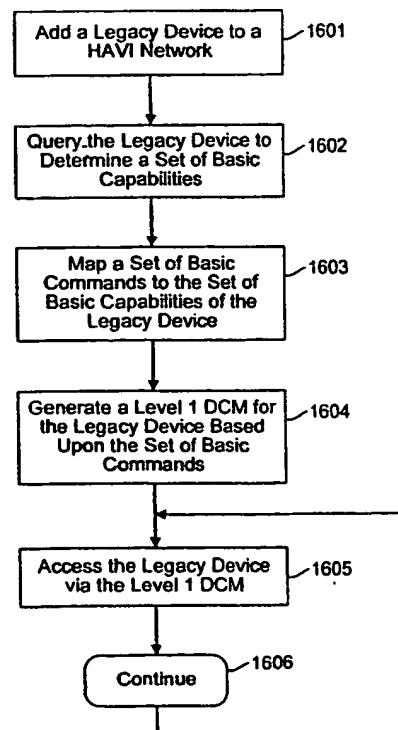 Add a Legacy Device to a
HAVI Network
1601
Query the Legacy Device to
Determine a Set of Basic
Capabilities
1602
Map a Set of Basic
Commands to the Set of
Basic Capabilities of the
Legacy Device
1603
Generate a Level 1 DCM for
the Legacy Device Based
Upon the Set of Basic
Commands
1604
Access the Legacy Device
via the Level 1 DCM
1605
Continue
1606